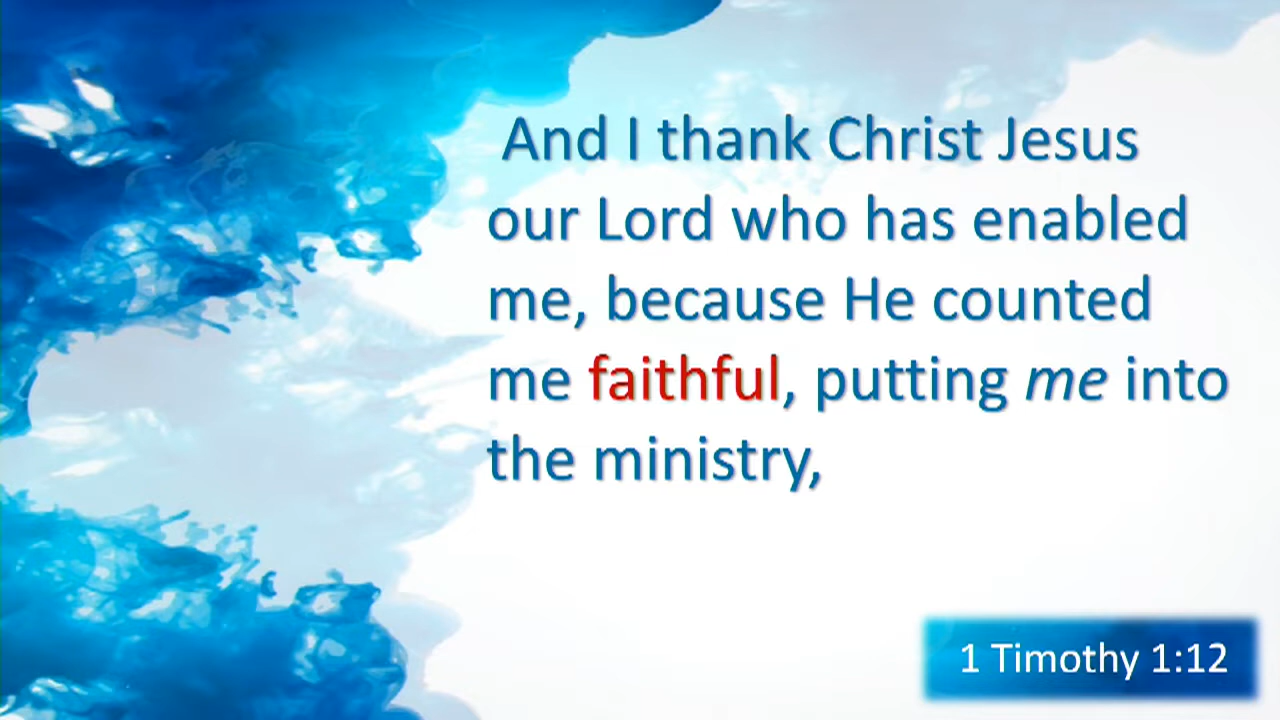 And I thank Christ Jesus
our Lord who has enabled
me, because He counted
me faithful, putting me into
the ministry,
1 Timothy 1:12